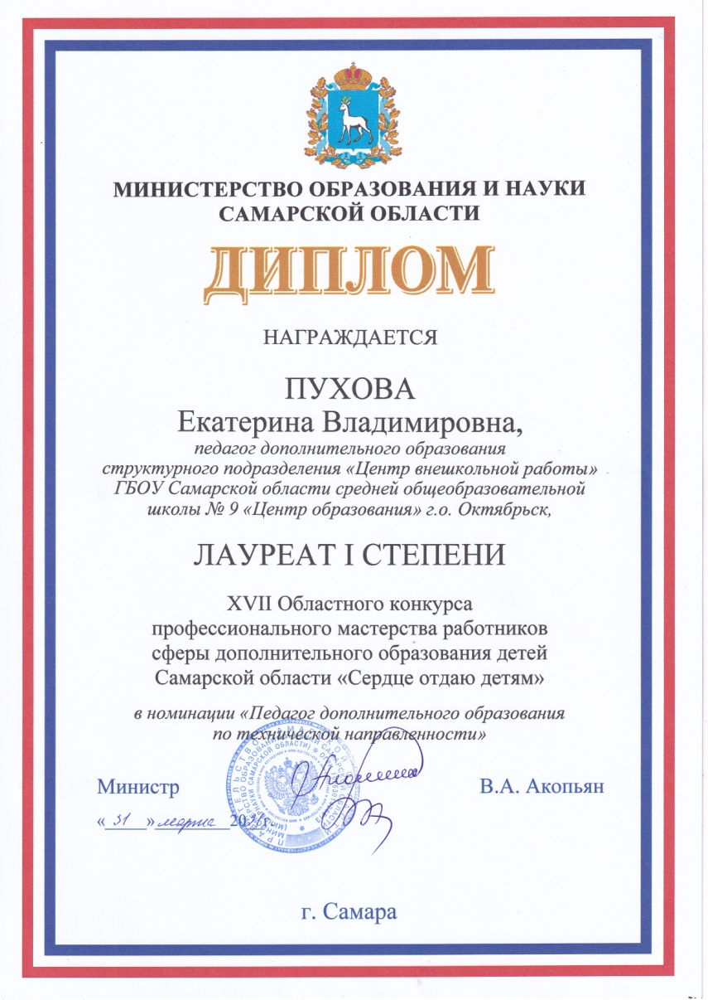 МИНИСТЕРСТВО ОБРАЗОВАНИЯ И НАУКИ
САМАРСКОЙ ОБЛАСТИ
ДИПЛОМ
НАГРАЖДАЕТСЯ
ПУХОВА
Екатерина Владимировна,
педагог дополнительного образования
структурного подразделения «Центр внешкольной работы»
ГБОУ Самарской области средней общеобразовательной
школы № 9 «Центр образования» г.о. Октябрьск,
ЛАУРЕАТ I СТЕПЕНИ
XVII Областного конкурса
профессионального мастерства работников
сферы дополнительного образования детей
Самарской области «Сердце отдаю детям»
в номинации «Педагог дополнительного образования
по технической направленности»
Министр В.А. Акопьян
«31» марта 20
г. Самара